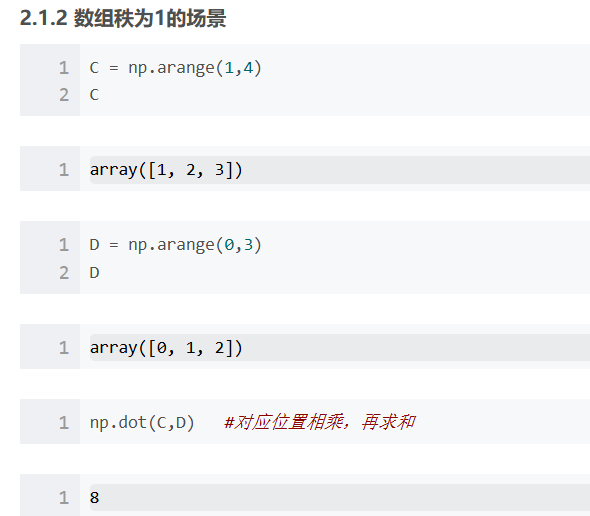 2.1.2 数组秩为1的场景
1 C = np.arange(1,4)
2 C
1 array([1, 2, 3])
1 D = np.arange(0,3)
2 D
1 array([0, 1, 2])
1 np.dot(C,D)   #对应位置相乘，再求和
1 8